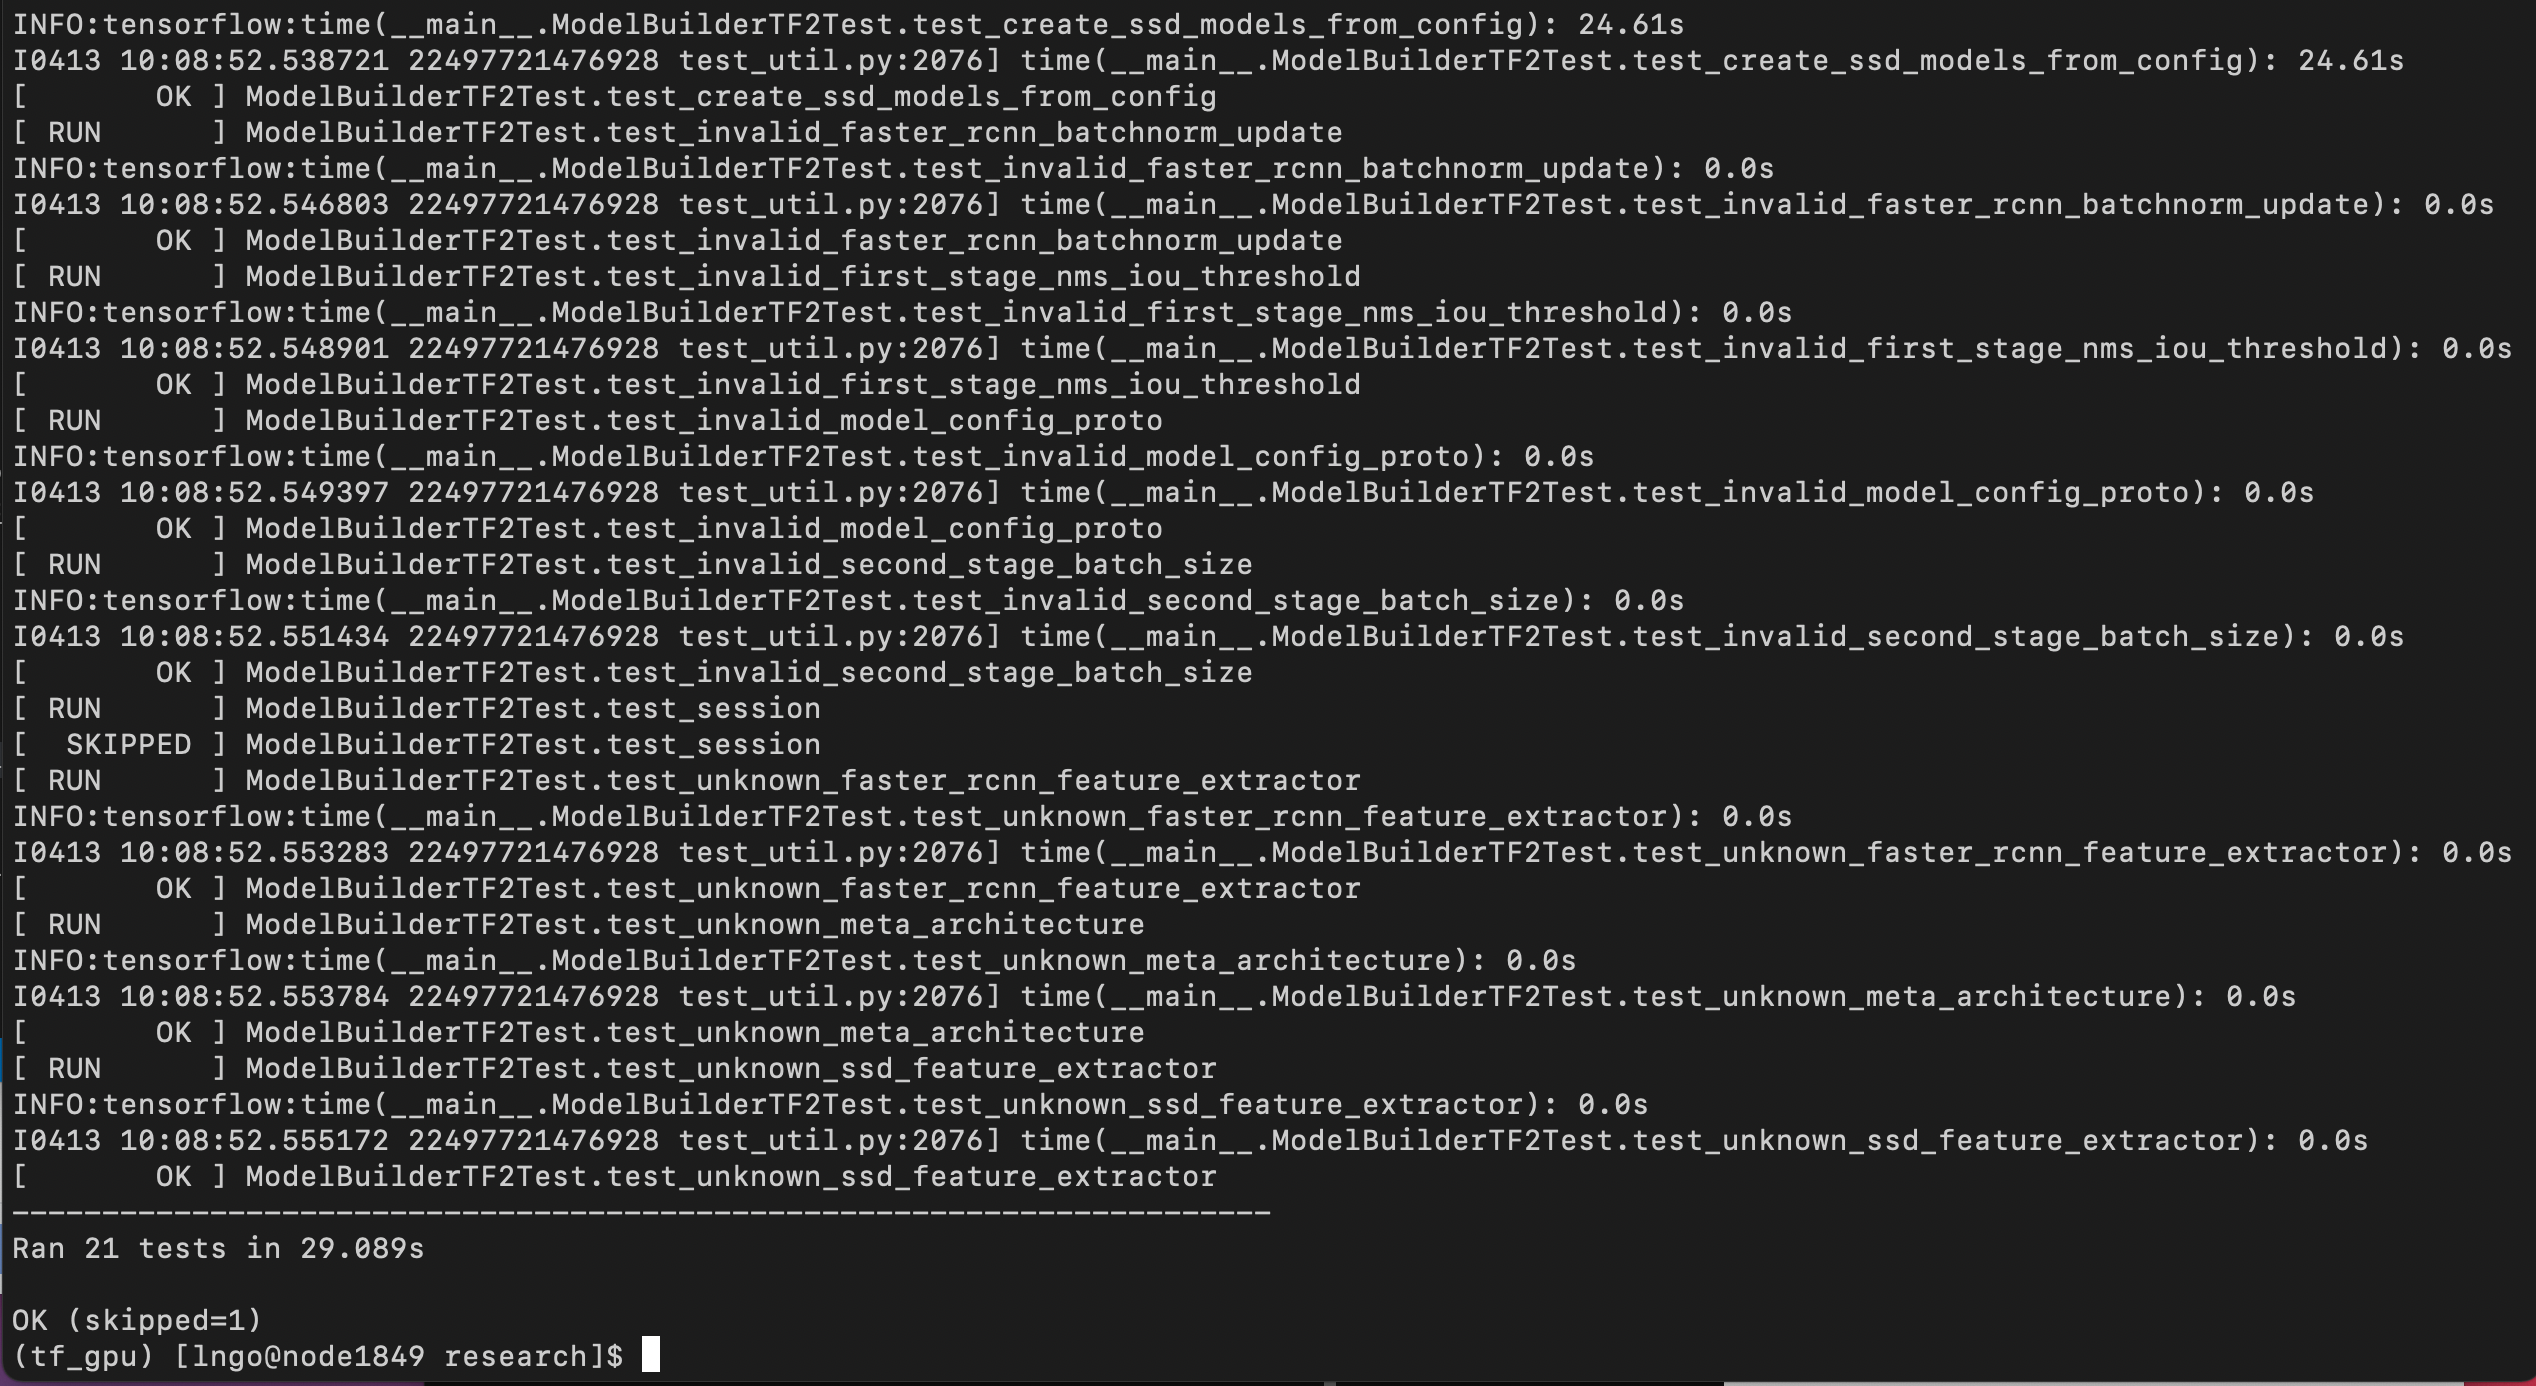 INFO:tensorflow:time(__main__.ModelBuilderTF2Test.test_create_ssd_models_from_config): 24.61s
I0413 10:08:52.538721 22497721476928 test_util.py:2076] time(__main__.ModelBuilderTF2Test.test_create_ssd_models_from_config): 24.61s
[       OK ] ModelBuilderTF2Test.test_create_ssd_models_from_config
[ RUN      ] ModelBuilderTF2Test.test_invalid_faster_rcnn_batchnorm_update
INFO:tensorflow:time(__main__.ModelBuilderTF2Test.test_invalid_faster_rcnn_batchnorm_update): 0.0s
I0413 10:08:52.546803 22497721476928 test_util.py:2076] time(__main__.ModelBuilderTF2Test.test_invalid_faster_rcnn_batchnorm_update): 0.0s
[       OK ] ModelBuilderTF2Test.test_invalid_faster_rcnn_batchnorm_update
[ RUN      ] ModelBuilderTF2Test.test_invalid_first_stage_nms_iou_threshold
INFO:tensorflow:time(__main__.ModelBuilderTF2Test.test_invalid_first_stage_nms_iou_threshold): 0.0s
I0413 10:08:52.548901 22497721476928 test_util.py:2076] time(__main__.ModelBuilderTF2Test.test_invalid_first_stage_nms_iou_threshold): 0.0s
[       OK ] ModelBuilderTF2Test.test_invalid_first_stage_nms_iou_threshold
[ RUN      ] ModelBuilderTF2Test.test_invalid_model_config_proto
INFO:tensorflow:time(__main__.ModelBuilderTF2Test.test_invalid_model_config_proto): 0.0s
I0413 10:08:52.549397 22497721476928 test_util.py:2076] time(__main__.ModelBuilderTF2Test.test_invalid_model_config_proto): 0.0s
[       OK ] ModelBuilderTF2Test.test_invalid_model_config_proto
[ RUN      ] ModelBuilderTF2Test.test_invalid_second_stage_batch_size
INFO:tensorflow:time(__main__.ModelBuilderTF2Test.test_invalid_second_stage_batch_size): 0.0s
I0413 10:08:52.551434 22497721476928 test_util.py:2076] time(__main__.ModelBuilderTF2Test.test_invalid_second_stage_batch_size): 0.0s
[       OK ] ModelBuilderTF2Test.test_invalid_second_stage_batch_size
[ RUN      ] ModelBuilderTF2Test.test_session
[  SKIPPED ] ModelBuilderTF2Test.test_session
[ RUN      ] ModelBuilderTF2Test.test_unknown_faster_rcnn_feature_extractor
INFO:tensorflow:time(__main__.ModelBuilderTF2Test.test_unknown_faster_rcnn_feature_extractor): 0.0s
I0413 10:08:52.553283 22497721476928 test_util.py:2076] time(__main__.ModelBuilderTF2Test.test_unknown_faster_rcnn_feature_extractor): 0.0s
[       OK ] ModelBuilderTF2Test.test_unknown_faster_rcnn_feature_extractor
[ RUN      ] ModelBuilderTF2Test.test_unknown_meta_architecture
INFO:tensorflow:time(__main__.ModelBuilderTF2Test.test_unknown_meta_architecture): 0.0s
I0413 10:08:52.553784 22497721476928 test_util.py:2076] time(__main__.ModelBuilderTF2Test.test_unknown_meta_architecture): 0.0s
[       OK ] ModelBuilderTF2Test.test_unknown_meta_architecture
[ RUN      ] ModelBuilderTF2Test.test_unknown_ssd_feature_extractor
INFO:tensorflow:time(__main__.ModelBuilderTF2Test.test_unknown_ssd_feature_extractor): 0.0s
I0413 10:08:52.555172 22497721476928 test_util.py:2076] time(__main__.ModelBuilderTF2Test.test_unknown_ssd_feature_extractor): 0.0s
[       OK ] ModelBuilderTF2Test.test_unknown_ssd_feature_extractor
----------------------------------------------------------------------
Ran 21 tests in 29.089s

OK (skipped=1)
(tf_gpu) [lngo@node1849 research]$